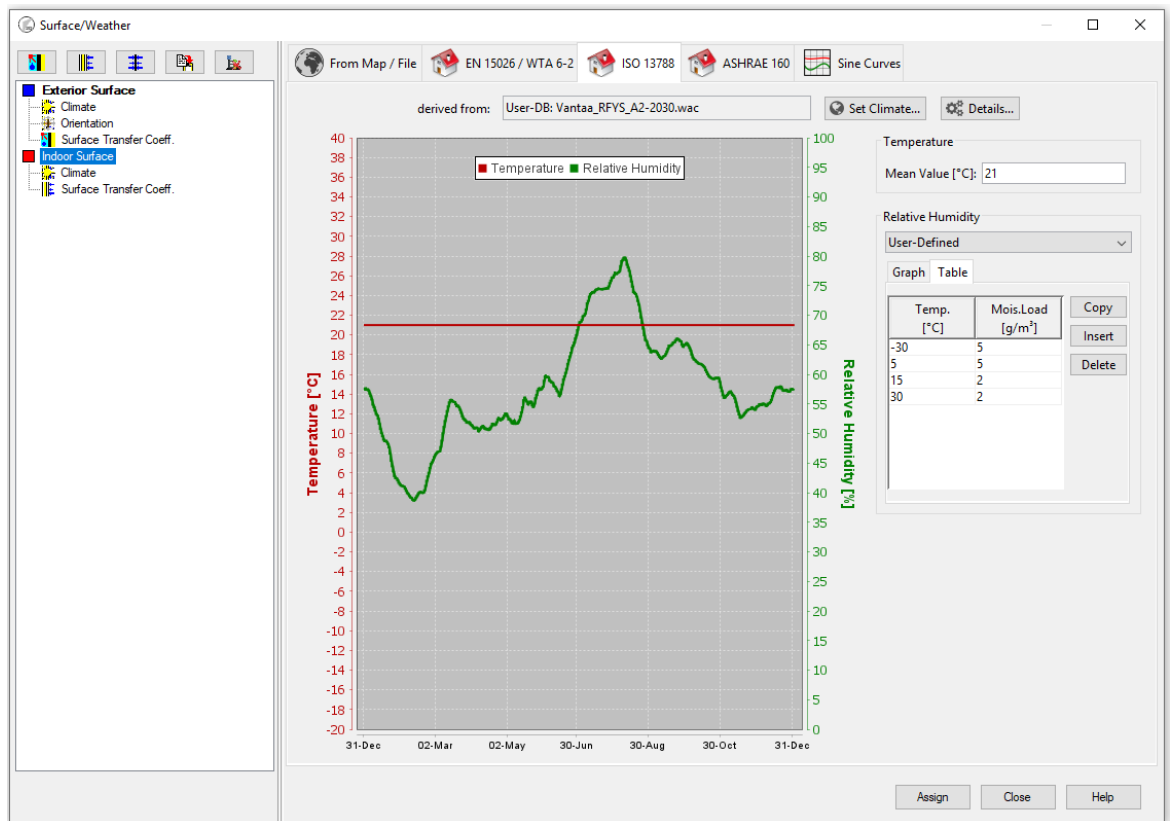 Surface/Weather
Exterior Surface
Climate
Orientation
Surface Transfer Coeff.
Indoor Surface
Climate
Surface Transfer Coeff.
From Map / File
EN 15026 / WTA 6-2
ISO 13788
ASHRAE 160
Sine Curves
derived from: User-DB: Vantaa_RFYS_A2-2030.wac Set Climate... Details...
Temperature Relative Humidity
Temperature [°C]
40
38
36
34
32
30
28
26
24
22
20
18
16
14
12
10
8
6
4
2
0
-2
-4
-6
-8
-10
-12
-14
-16
-18
-20
Relative Humidity [%]
100
95
90
85
80
75
70
65
60
55
50
45
40
35
30
25
20
15
10
5
0
31-Dec 02-Mar 02-May 30-Jun 30-Aug 30-Oct 31-Dec
Temperature
Mean Value [°C]: 21
Relative Humidity
User-Defined
Graph Table
Temp. Mois.Load
[°C] [g/m³]
-30 5
5 5
15 2
30 2
Copy
Insert
Delete
Assign Close Help